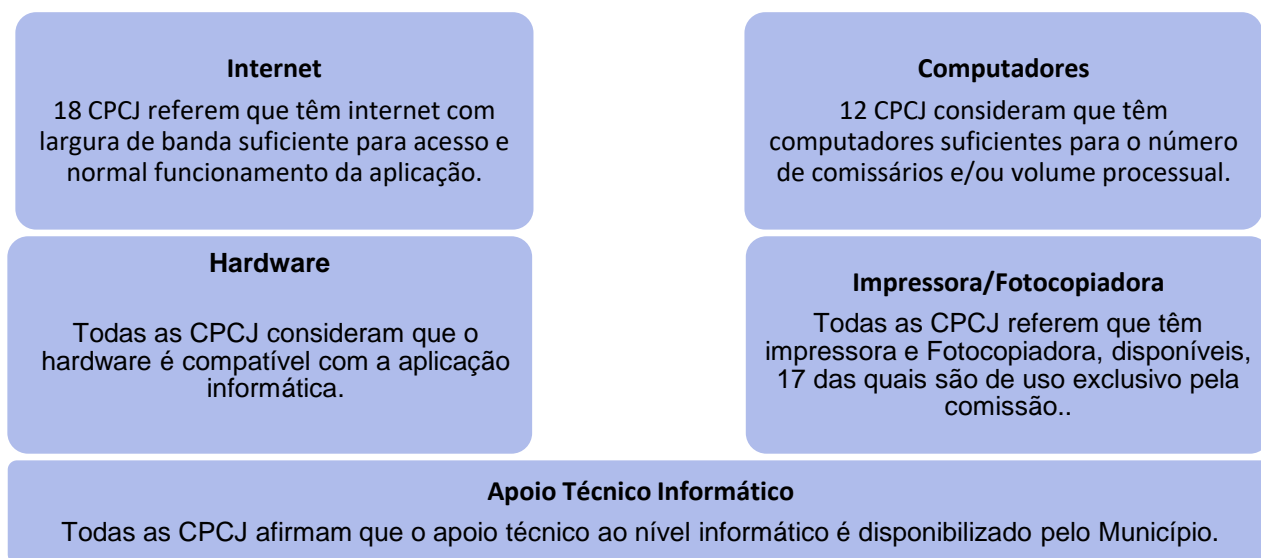 Internet
18 CPCJ referem que têm internet com
largura de banda suficiente para acesso e
normal funcionamento da aplicação.
Computadores
12 CPCJ consideram que têm
computadores suficientes para o número
de comissários e/ou volume processual.
Hardware
Todas as CPCJ consideram que o
hardware é compatível com a aplicação
informática.
Impressora/Fotocopiadora
Todas as CPCJ referem que têm
impressora e Fotocopiadora, disponíveis,
17 das quais são de uso exclusivo pela
comissão..
Apoio Técnico Informático
Todas as CPCJ afirmam que o apoio técnico ao nível informático é disponibilizado pelo Município.